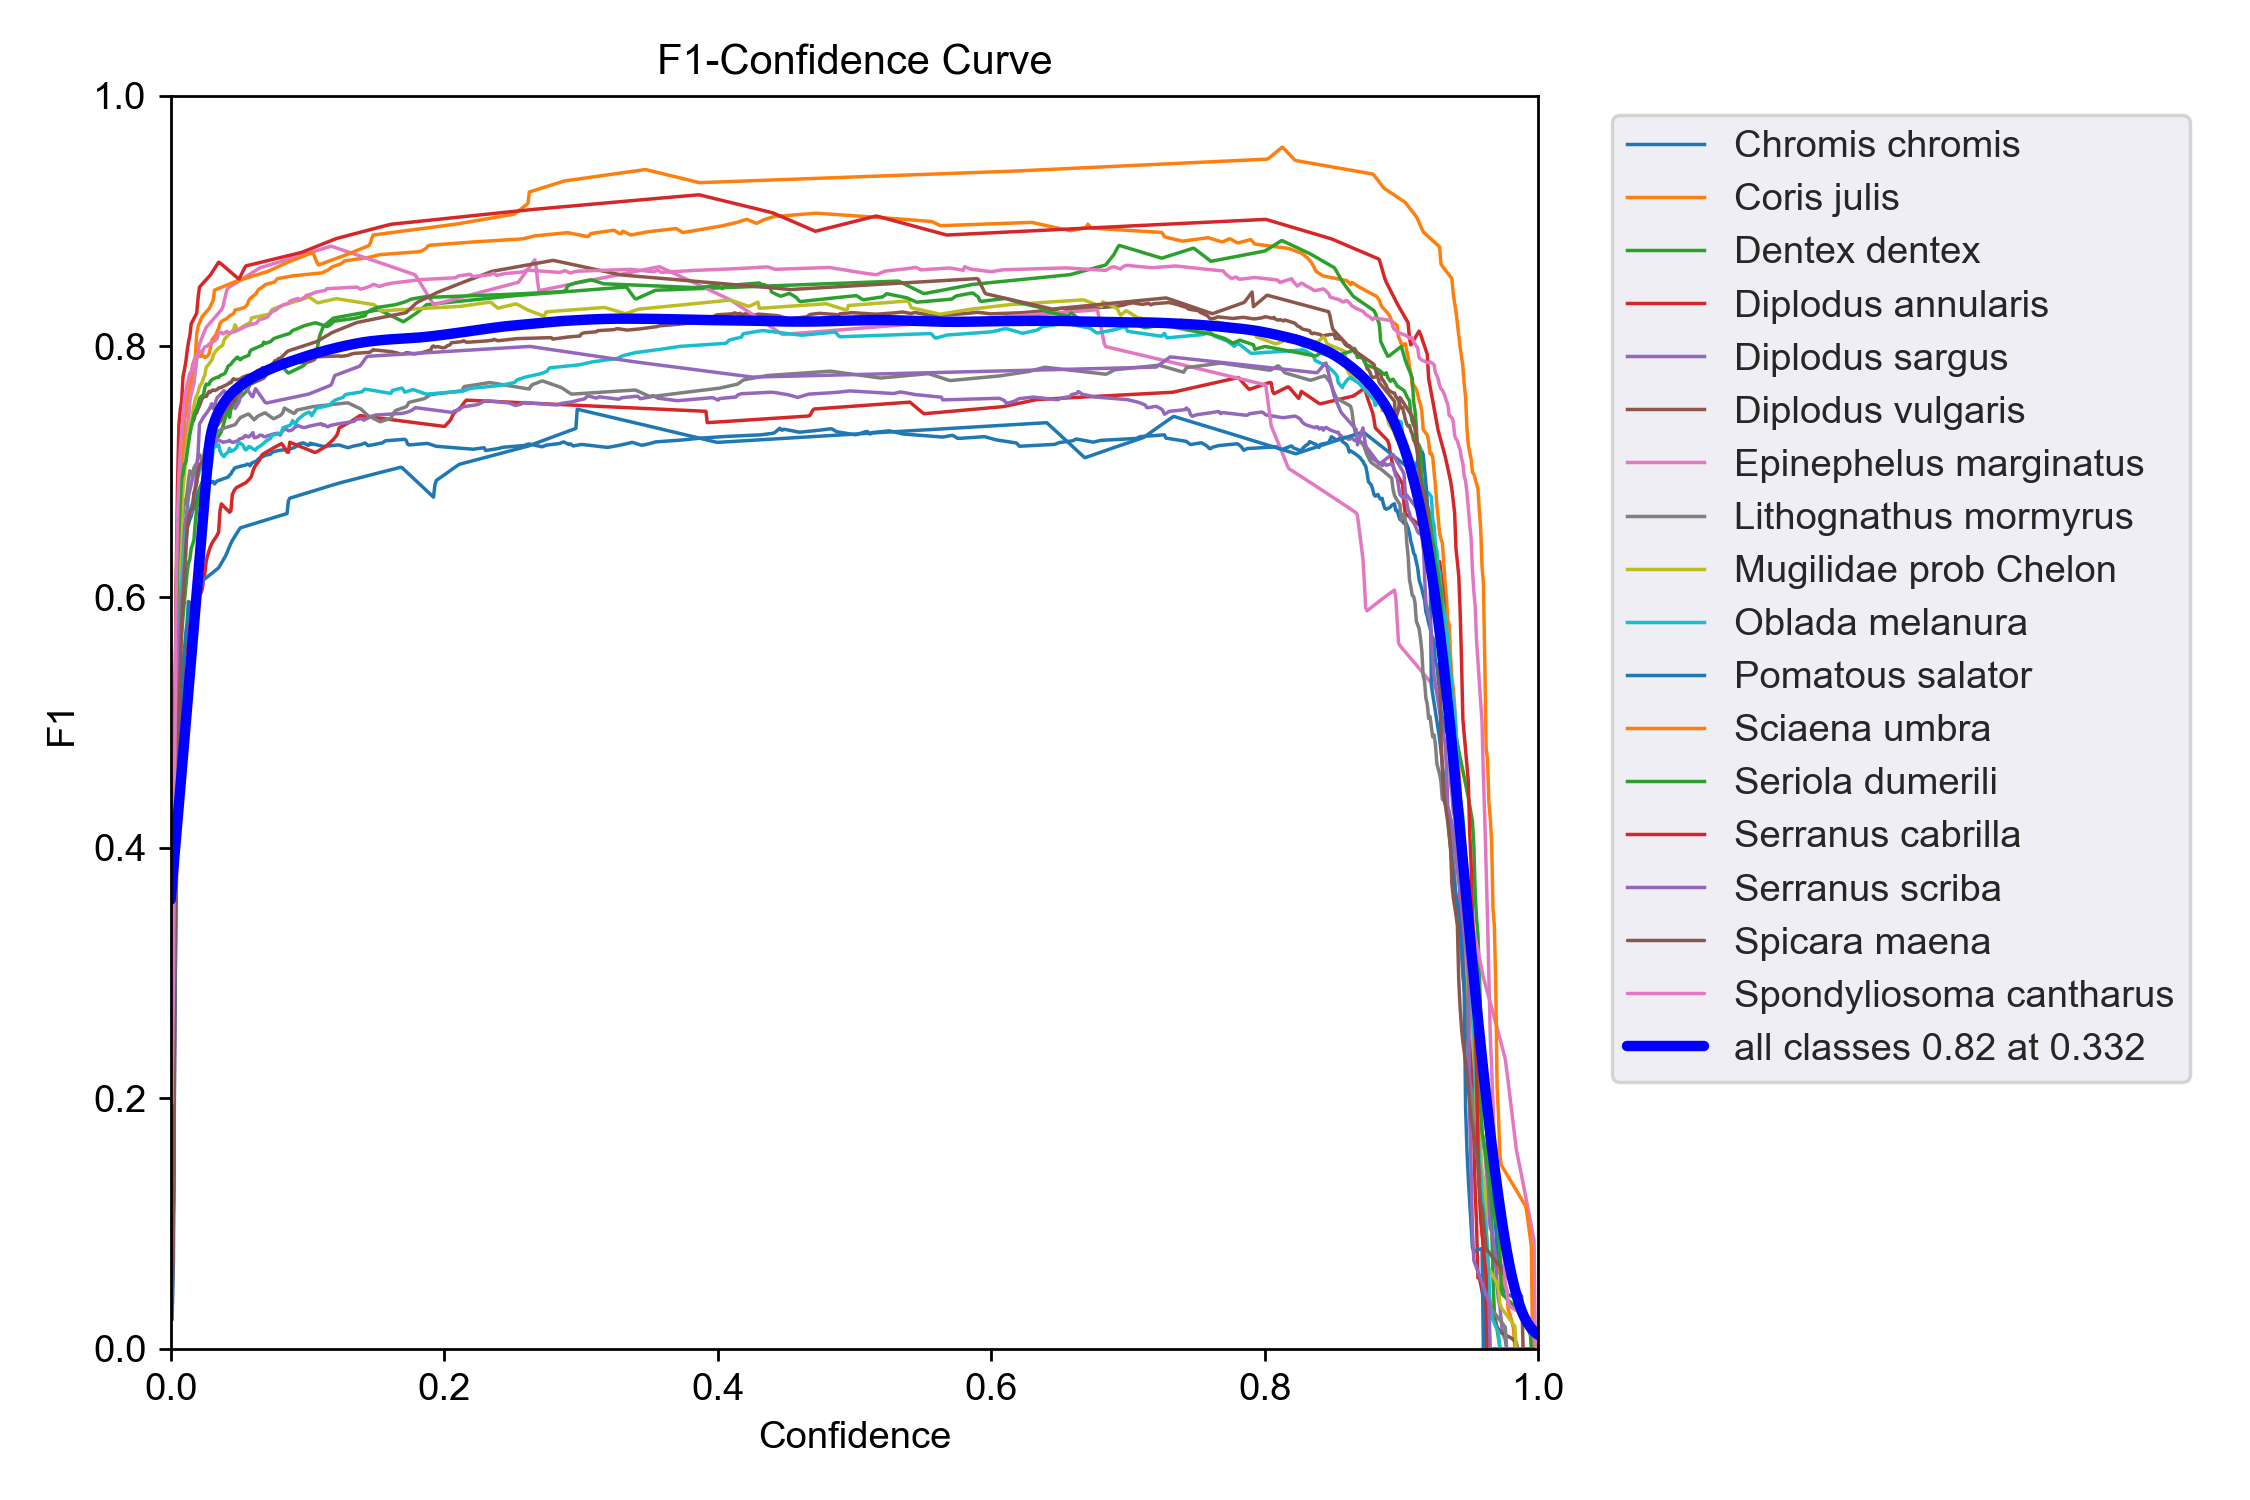 F1-Confidence Curve
1.0
0.8
0.6
0.4
0.2
0.0
F1
0.0 0.2 0.4 0.6 0.8 1.0
Confidence
Chromis chromis
Coris julis
Dentex dentex
Diplodus annularis
Diplodus sargus
Diplodus vulgaris
Epinephelus marginatus
Lithognathus mormyrus
Mugilidae prob Chelon
Oblada melanura
Pomatous salator
Sciaena umbra
Seriola dumerili
Serranus cabrilla
Serranus scriba
Spicara maena
Spondyliosoma cantharus
all classes 0.82 at 0.332